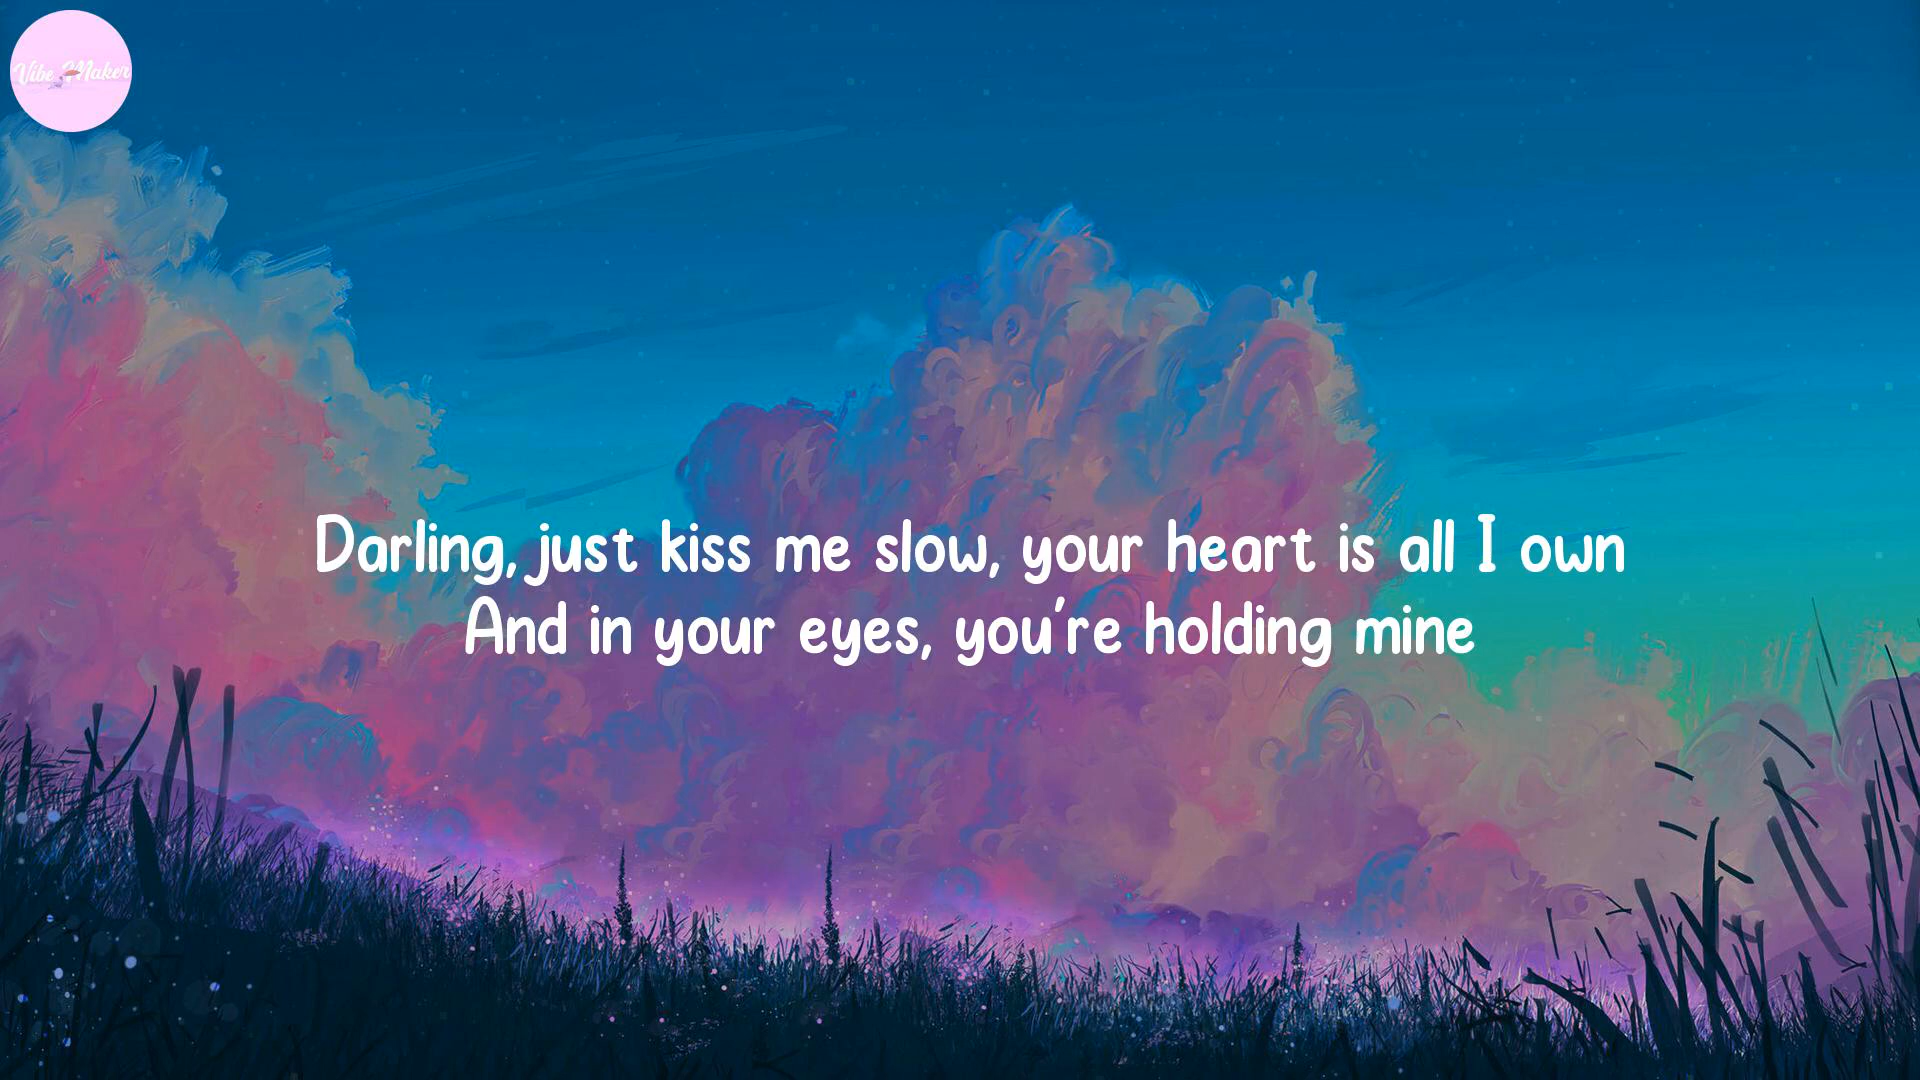 Vibe Maker
Darling, just kiss me slow, your heart is all I own
And in your eyes, you're holding mine